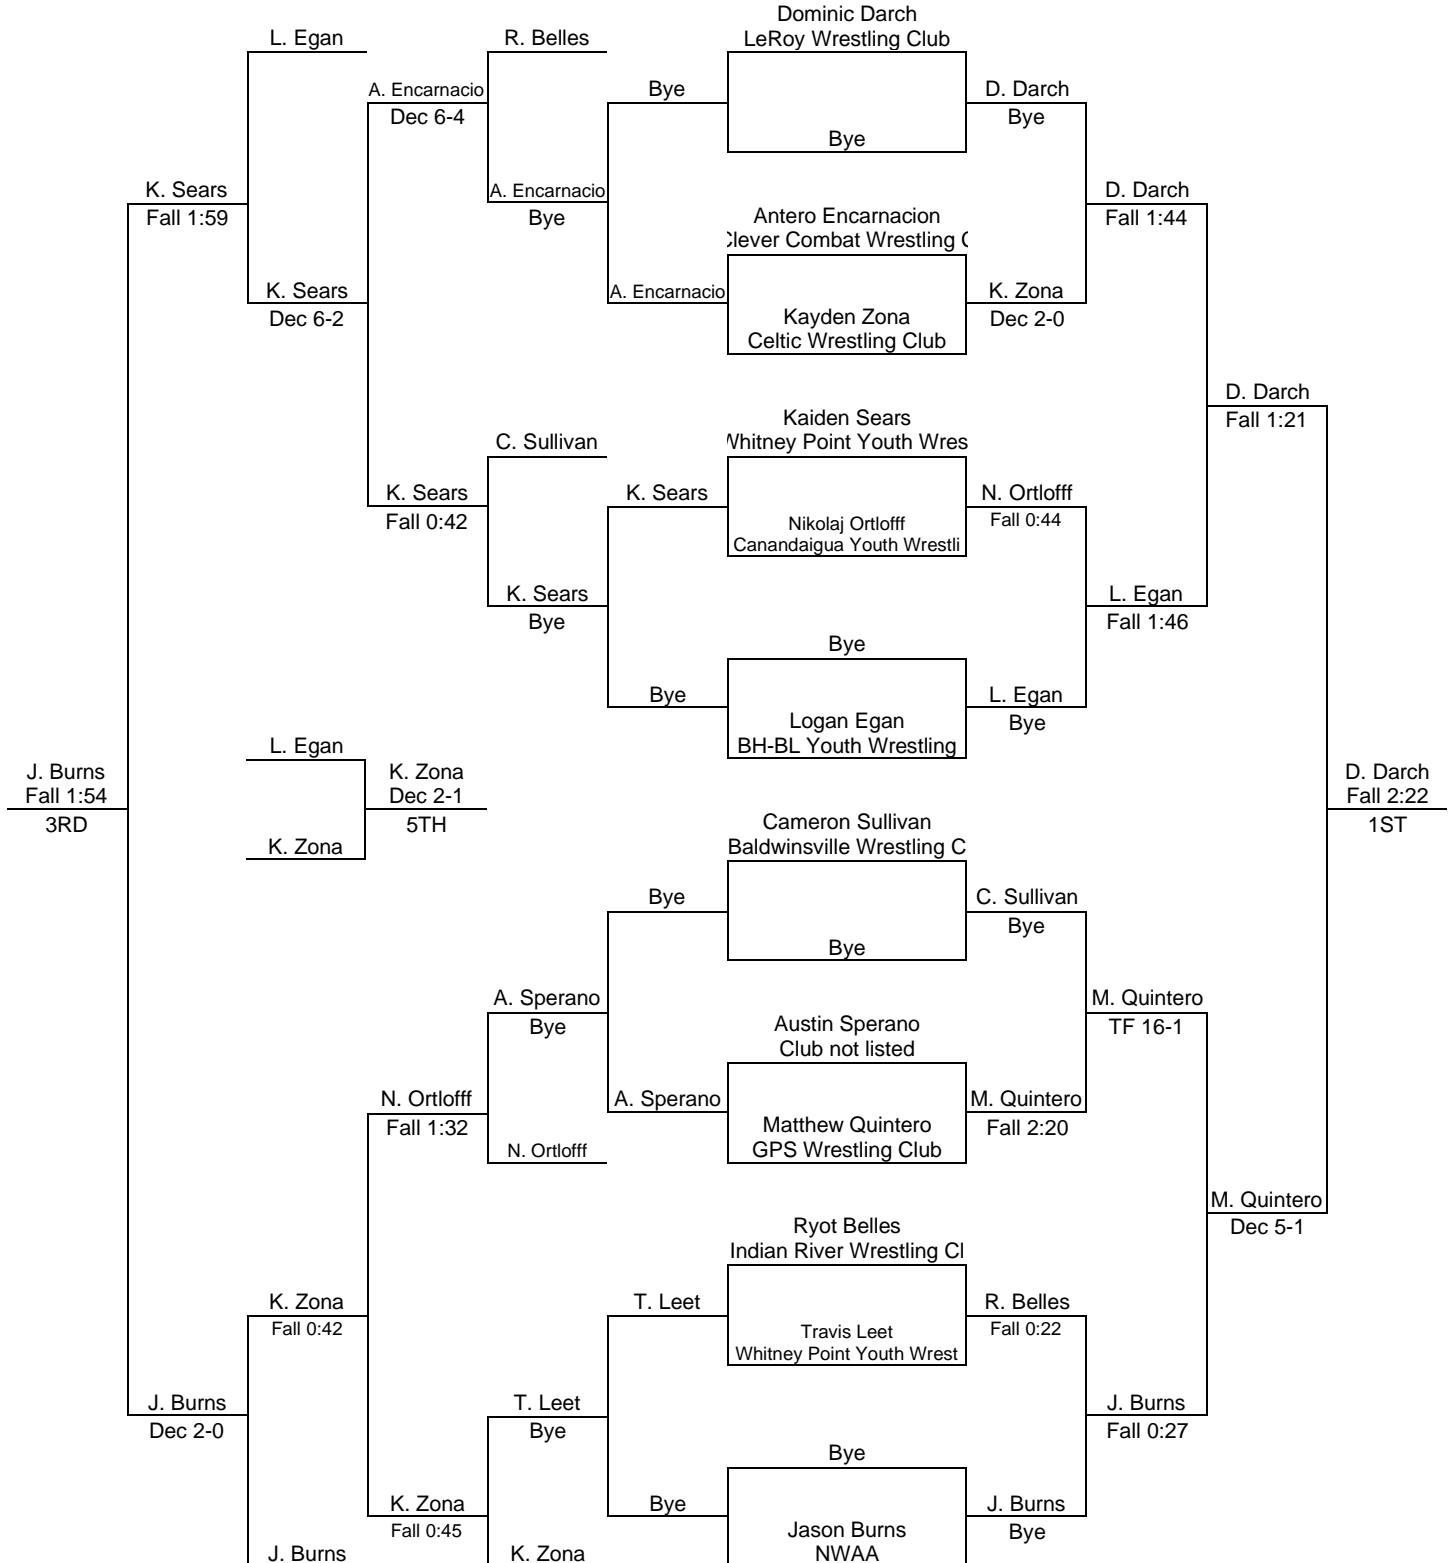 Dominic Darch
L. Egan
R. Belles
LeRoy Wrestling Club
A. Encarnacio
Bye
D. Darch
Dec 6-4
Bye
Bye
K. Sears
A. Encarnacio
D. Darch
Fall 1:59
Bye
Antero Encarnacion
Fall 1:44
Clever Combat Wrestling C
K. Sears
A. Encarnacio
K. Zona
Dec 6-2
Kayden Zona
Dec 2-0
Celtic Wrestling Club
D. Darch
Kaiden Sears
Fall 1:21
C. Sullivan
Whitney Point Youth Wres
K. Sears
K. Sears
N. Ortlofff
Fall 0:42
Nikolaj Ortlofff
Fall 0:44
Canandaigua Youth Wrestli
K. Sears
L. Egan
Bye
Fall 1:46
Bye
Bye
L. Egan
Logan Egan
Bye
L. Egan
BH-BL Youth Wrestling
J. Burns
K. Zona
D. Darch
Fall 1:54
Dec 2-1
Fall 2:22
3RD
5TH
Cameron Sullivan
1ST
K. Zona
Baldwinsville Wrestling C
Bye
C. Sullivan
Bye
Bye
A. Sperano
M. Quintero
Bye
Austin Sperano
TF 16-1
Club not listed
N. Ortlofff
A. Sperano
M. Quintero
Fall 1:32
Matthew Quintero
Fall 2:20
N. Ortlofff
GPS Wrestling Club
M. Quintero
Ryot Belles
Dec 5-1
Indian River Wrestling Cl
K. Zona
T. Leet
R. Belles
Fall 0:42
Travis Leet
Fall 0:22
Whitney Point Youth Wrest
J. Burns
T. Leet
J. Burns
Dec 2-0
Bye
Fall 0:27
Bye
K. Zona
Bye
J. Burns
Fall 0:45
Jason Burns
Bye
J. Burns
K. Zona
NWAA